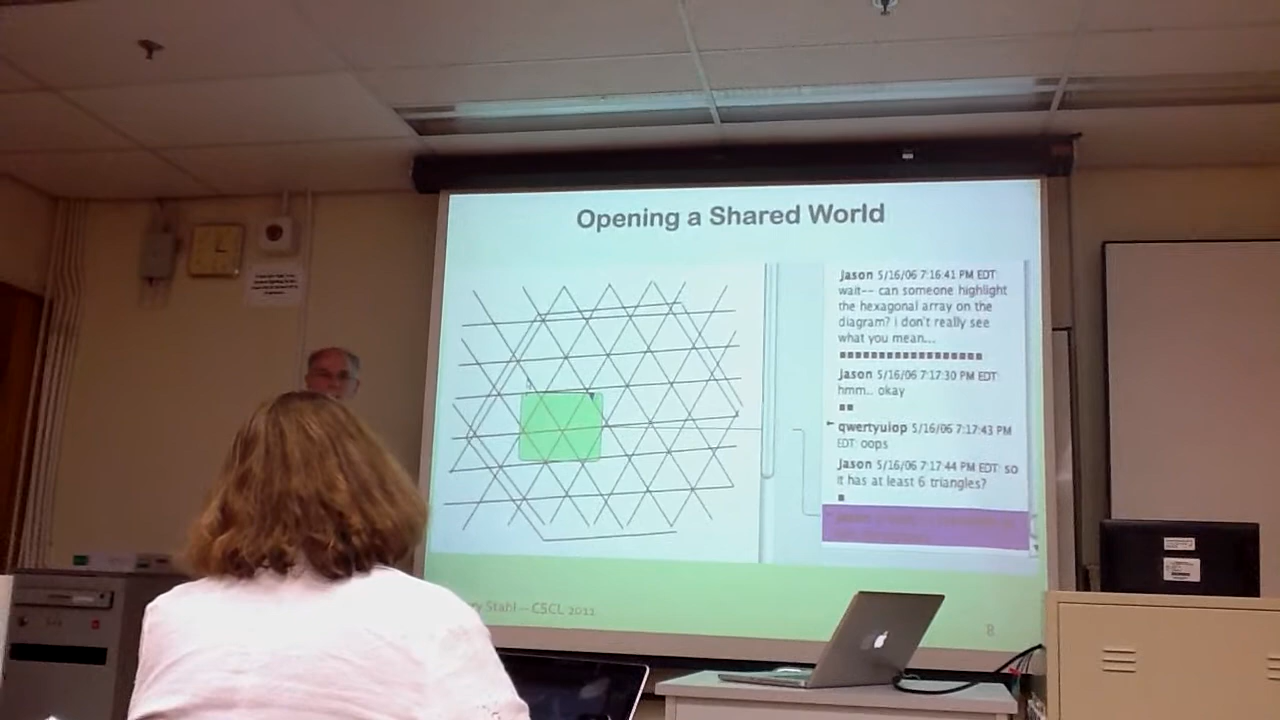 Opening a Shared World
Jason 5/16/06 7:16:41 PM EDT:
wait-- can someone highlight
the hexagonal array on the
diagram? i don't really see
what you mean...
Jason 5/16/06 7:17:30 PM EDT:
hmm.. okay
qwertyuiop 5/16/06 7:17:43 PM
EDT: oops
Jason 5/16/06 7:17:44 PM EDT: so
it has at least 6 triangles?
ry Stahl – CSCL 2011
8